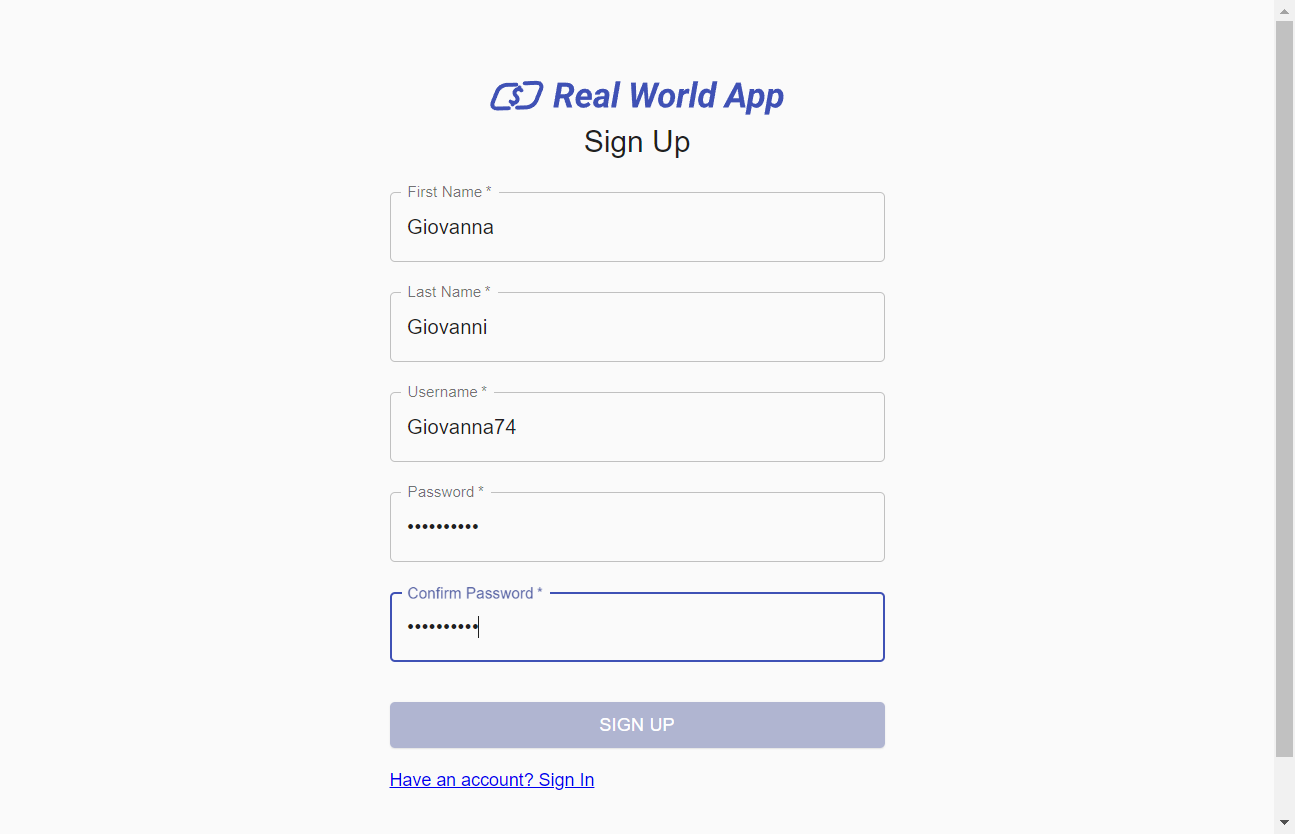 Real World App
Sign Up
First Name *
Giovanna
Last Name *
Giovanni
Username *
Giovanna74
Password *
••••••••••
Confirm Password *
••••••••••
SIGN UP
Have an account? Sign In